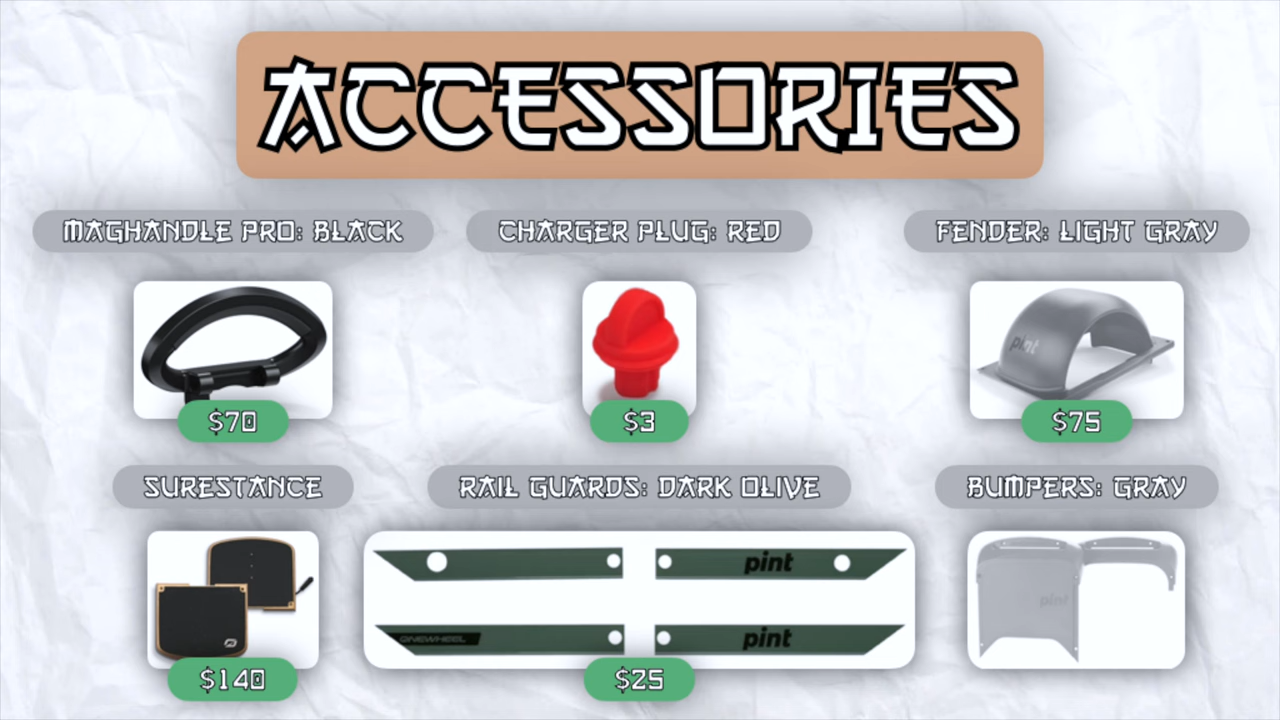 ACCESSORIES
MAGHANDLE PRO: BLACK
CHARGER PLUG: RED
FENDER: LIGHT GRAY
pint
$70
$3
$75
SURESTANCE
RAIL GUARDS: DARK OLIVE
BUMPERS: GRAY
pint
pint
ONEWHEEL
pint
$140
$25